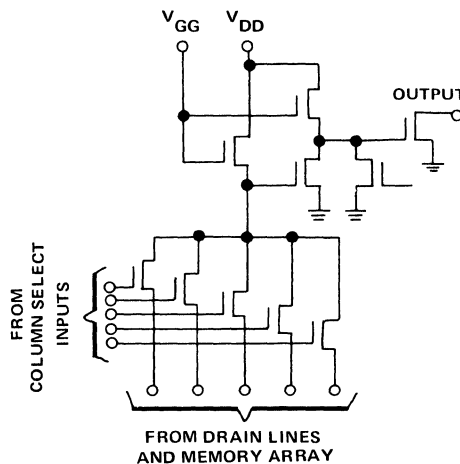 VGG
VDD
OUTPUT
FROM
COLUMN SELECT
INPUTS
FROM DRAIN LINES
AND MEMORY ARRAY